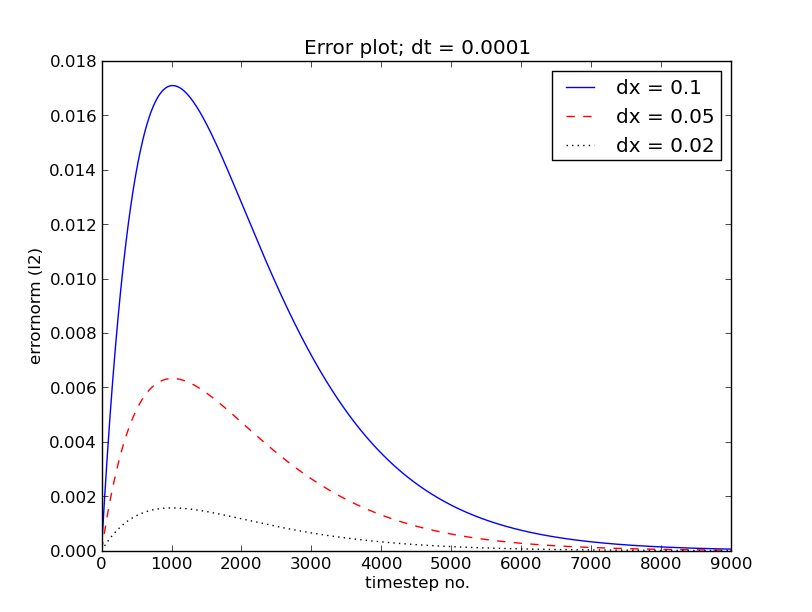 Error plot; dt = 0.0001
0.018
0.016
0.014
0.012
0.010
0.008
0.006
0.004
0.002
0.000
errornorm (l2)
dx = 0.1
dx = 0.05
dx = 0.02
0 1000 2000 3000 4000 5000 6000 7000 8000 9000
timestep no.